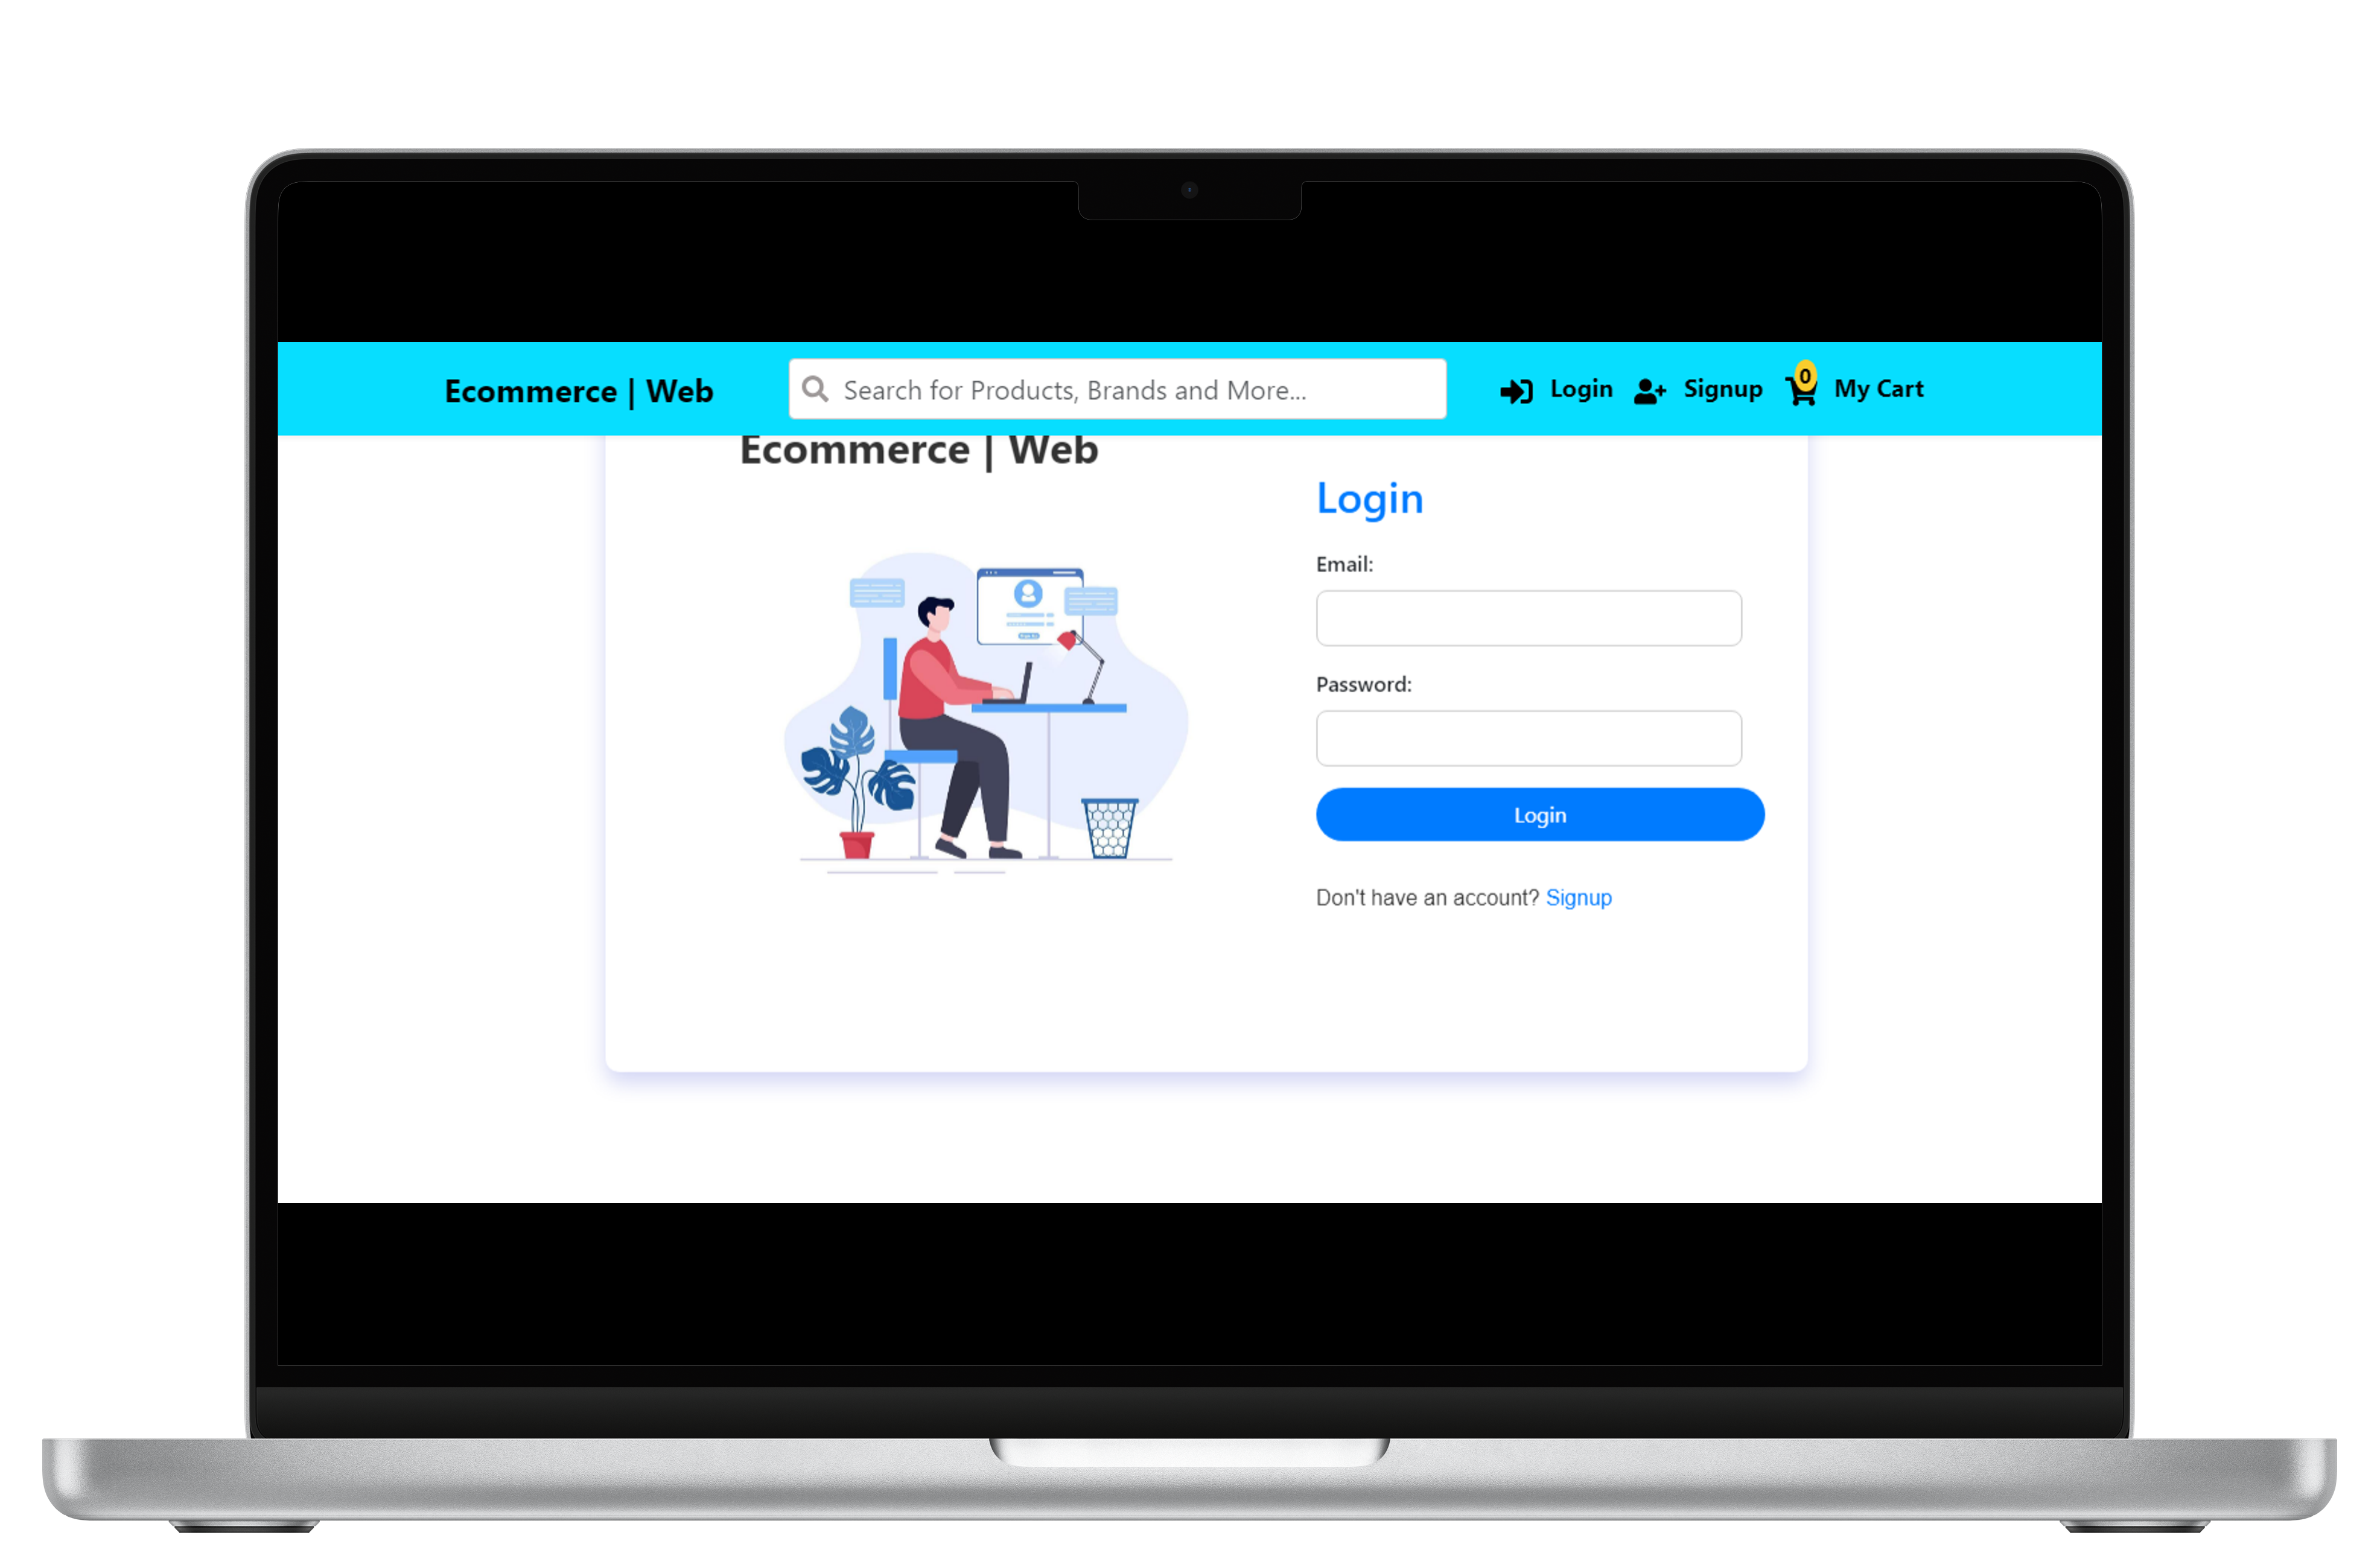 Ecommerce | Web
Search for Products, Brands and More...
Login
Signup
0
My Cart
Ecommerce | Web
Login
Email:
Password:
Login
Don't have an account? Signup